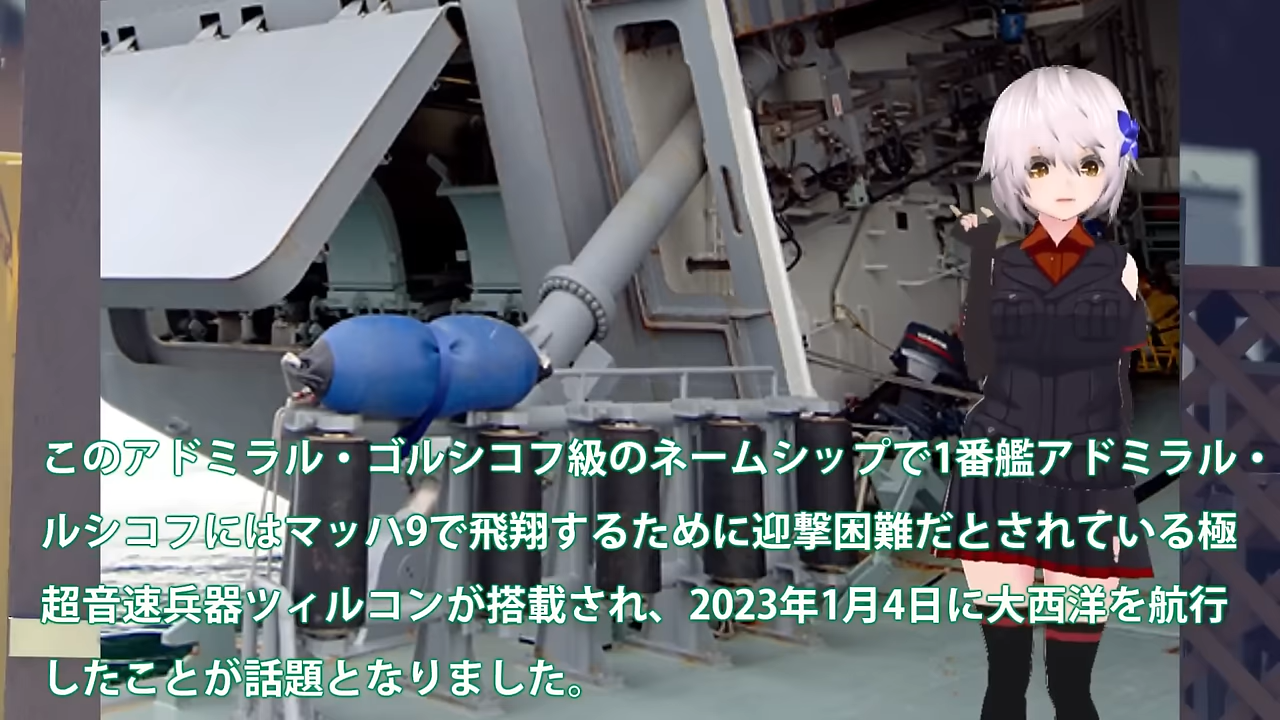 このアドミラル・ゴルシコフ級のネームシップで1番艦アドミラル・
ルシコフにはマッハ9で飛翔するために迎撃困難だとされている極
超音速兵器ツィルコンが搭載され、2023年1月4日に大西洋を航行
したことが話題となりました。
YAMAHA